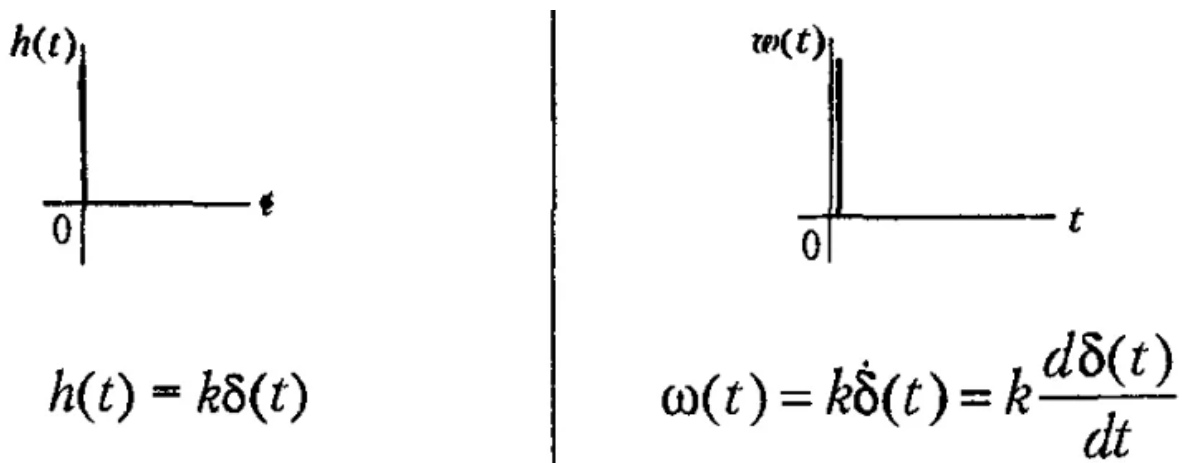 h(t)
0
t
h(t) = kδ(t)
w(t)
0
t
ω(t) = kδ̇(t) = k dδ(t)/dt